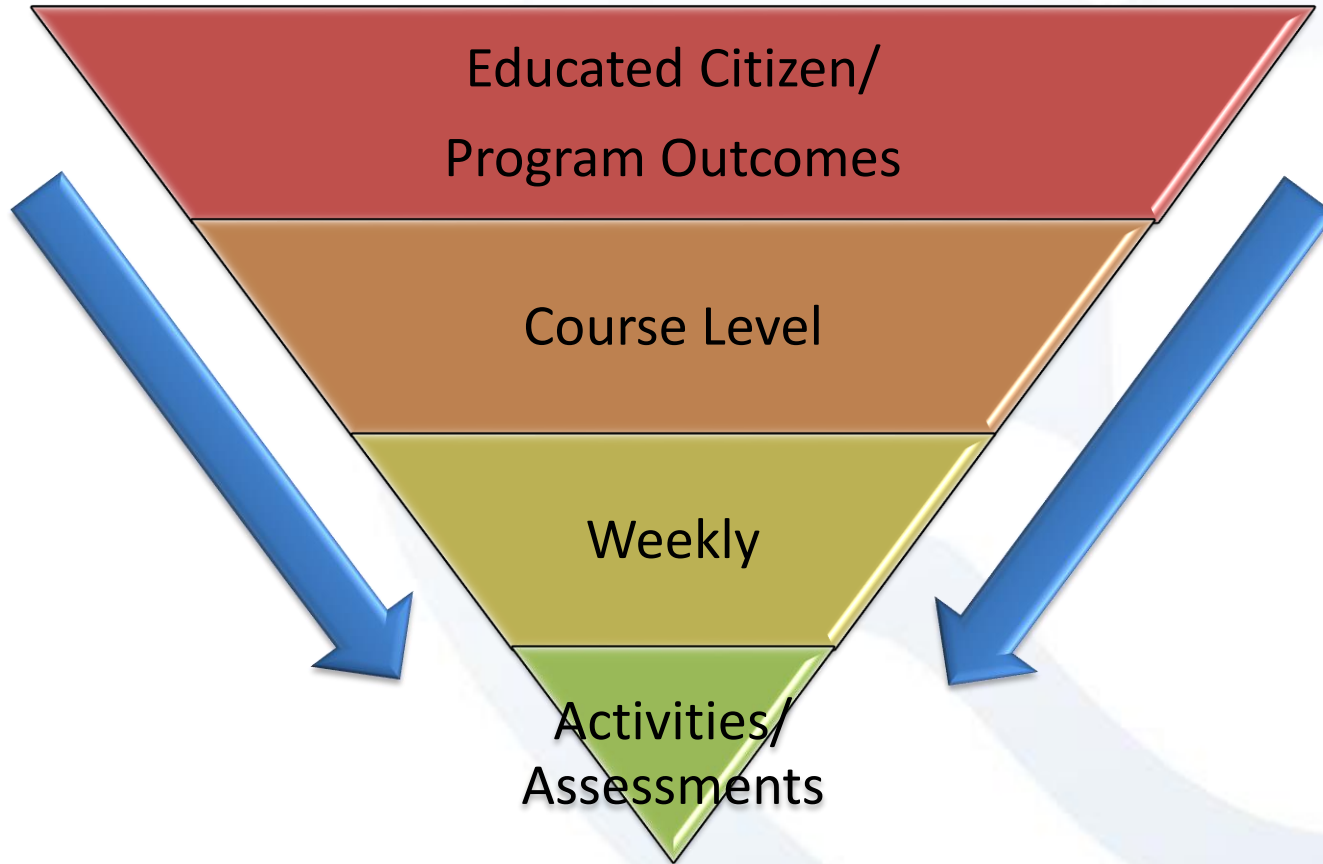 Educated Citizen/
Program Outcomes
Course Level
Weekly
Activities/
Assessments